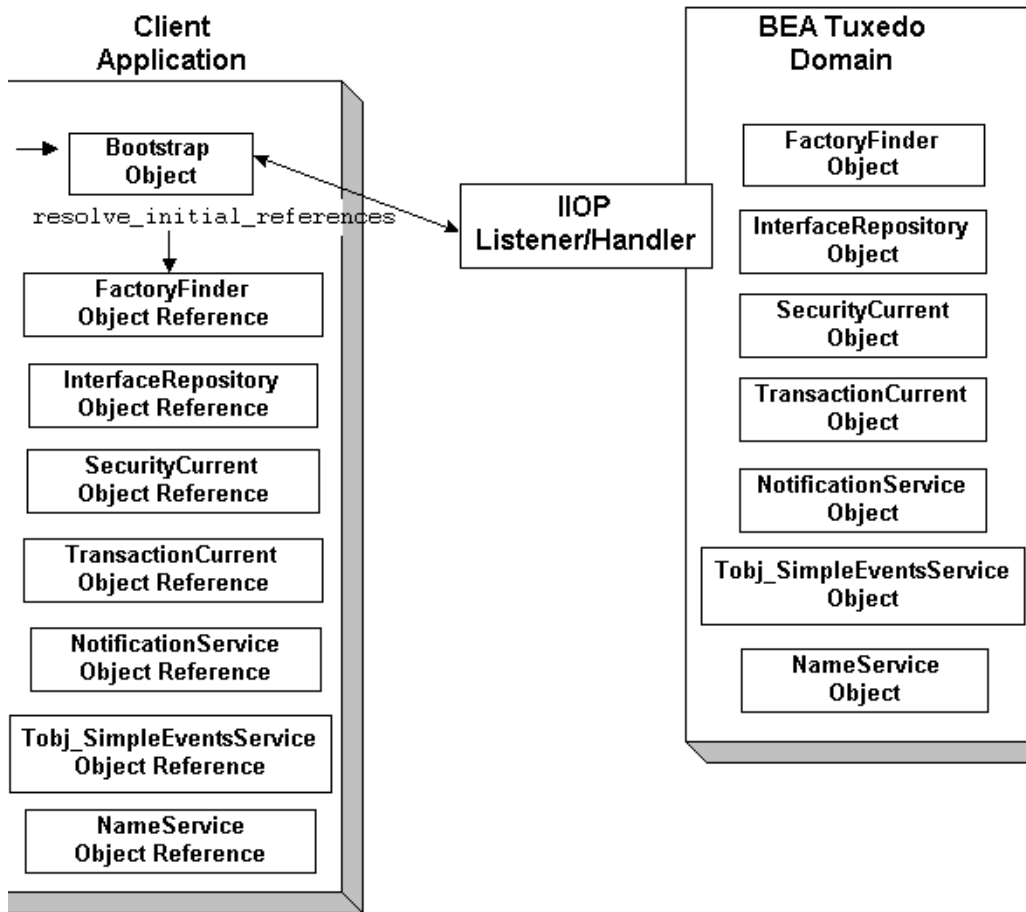 Client
Application
Bootstrap
Object
resolve_initial_references
FactoryFinder
Object Reference
InterfaceRepository
Object Reference
SecurityCurrent
Object Reference
TransactionCurrent
Object Reference
NotificationService
Object Reference
Tobj_SimpleEventsService
Object Reference
NameService
Object Reference
IIOP
Listener/Handler
BEA Tuxedo
Domain
FactoryFinder
Object
InterfaceRepository
Object
SecurityCurrent
Object
TransactionCurrent
Object
NotificationService
Object
Tobj_SimpleEventsService
Object
NameService
Object